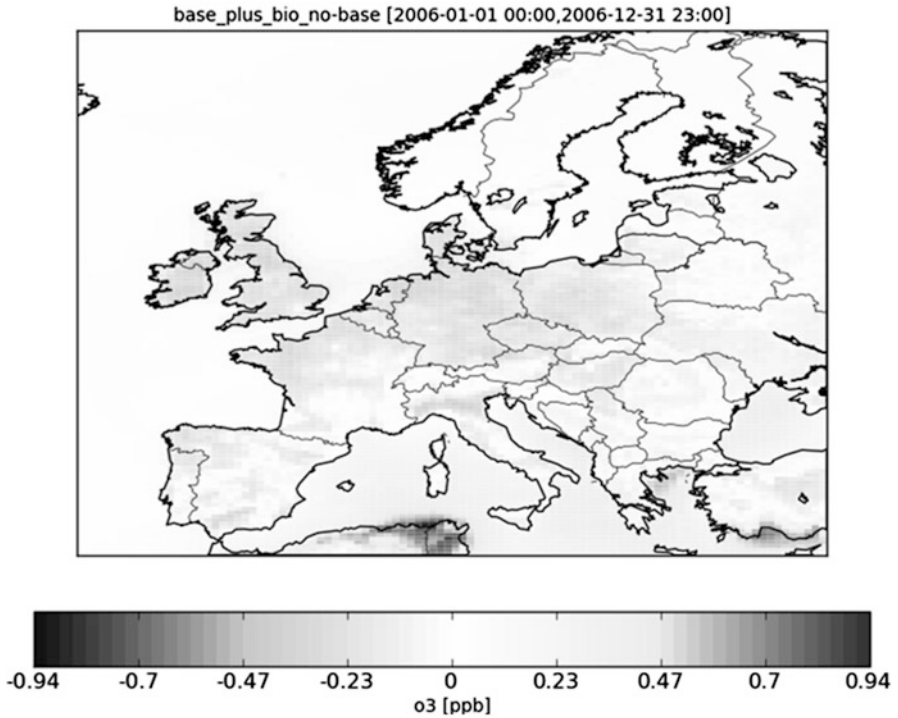 base_plus_bio_no-base [2006-01-01 00:00,2006-12-31 23:00]
-0.94 -0.7 -0.47 -0.23 0 0.23 0.47 0.7 0.94
o3 [ppb]